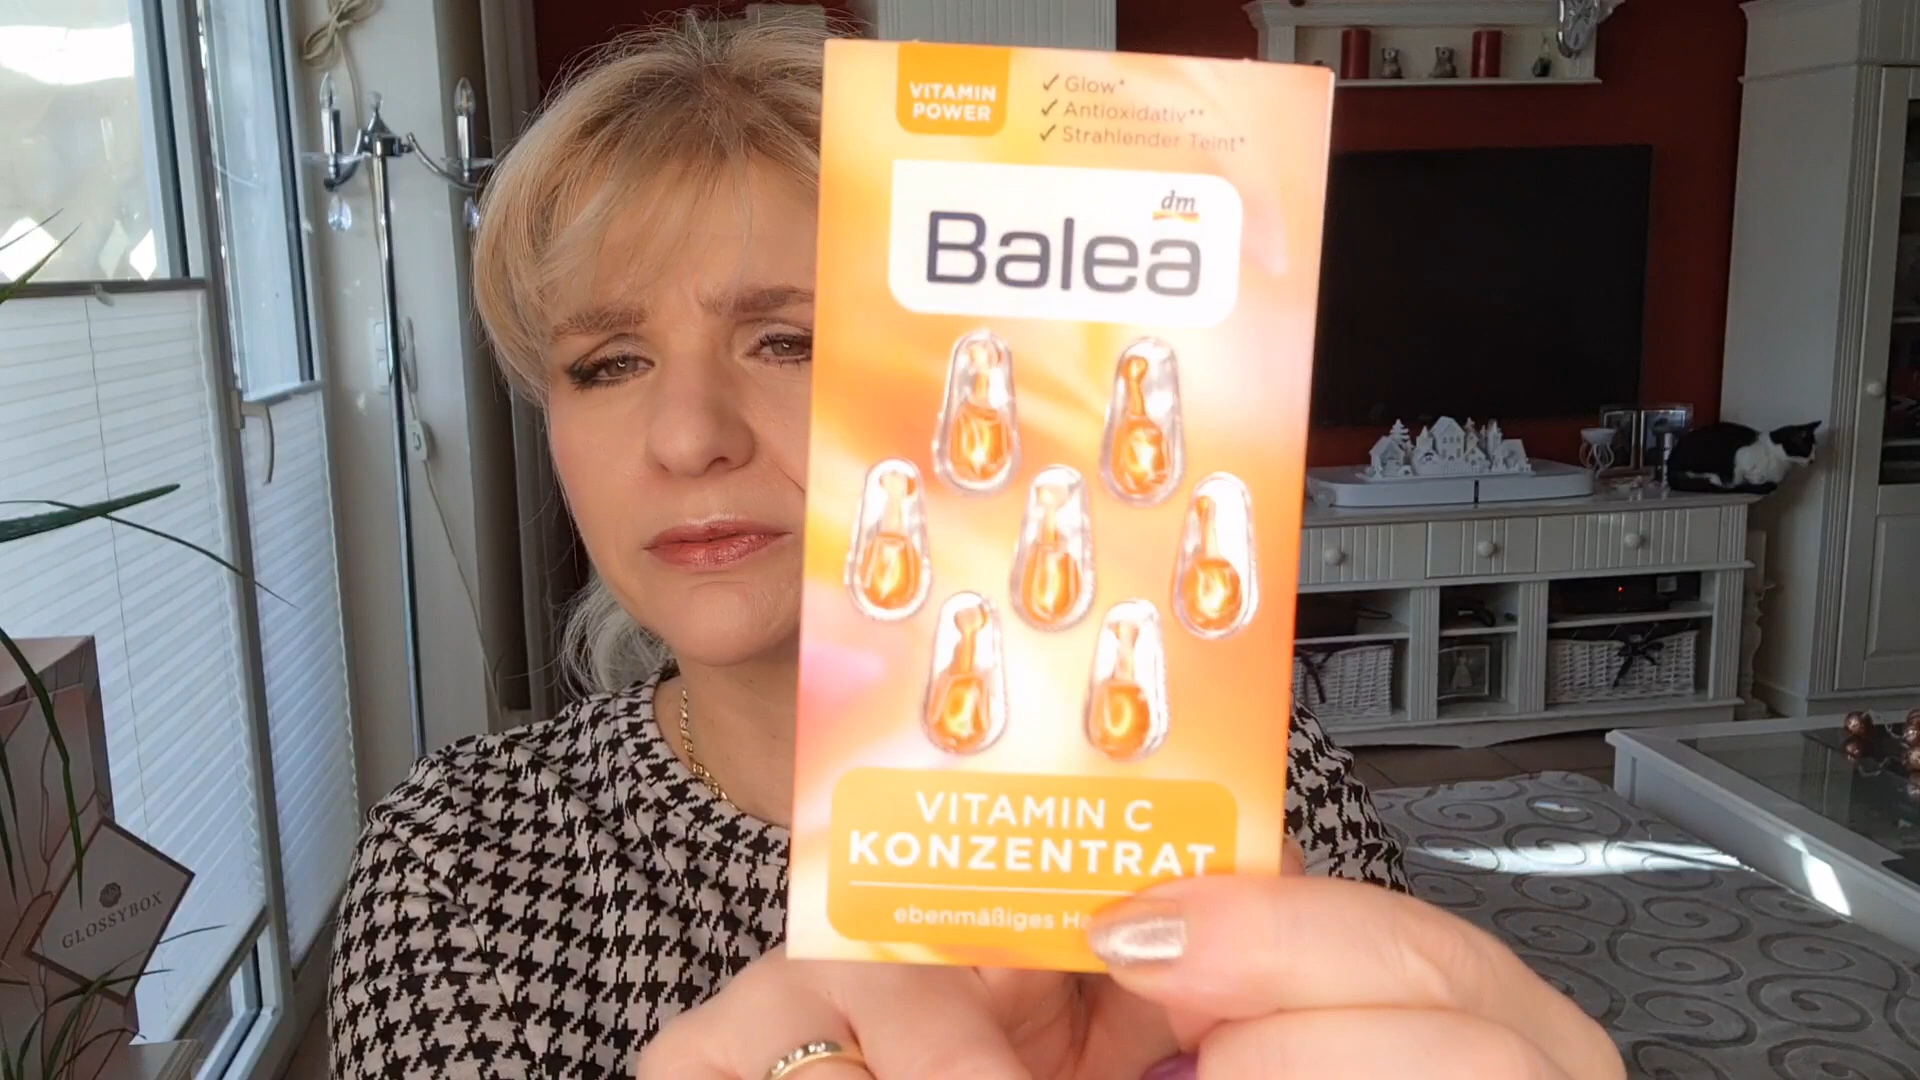 VITAMIN
POWER
✓ Glow*
✓ Antioxidativ**
✓ Strahlender Teint*
dm
Balea
VITAMIN C
KONZENTRAT
ebenmäßiges
GLOSSYBOX